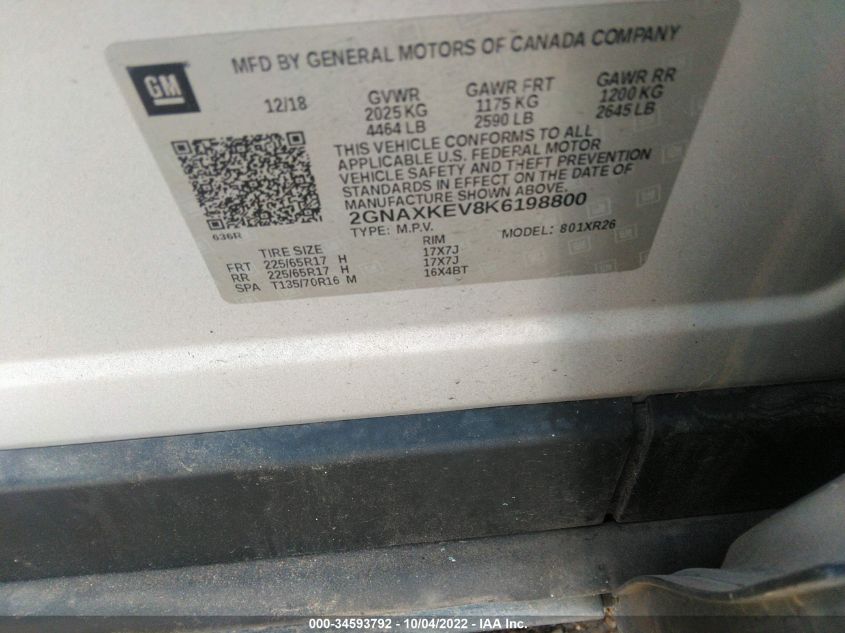 MFD BY GENERAL MOTORS OF CANADA COMPANY
GM
12/18 GVWR GAWR FRT GAWR RR
2025 KG 1175 KG 1200 KG
4464 LB 2590 LB 2645 LB
THIS VEHICLE CONFORMS TO ALL
APPLICABLE U.S. FEDERAL MOTOR
VEHICLE SAFETY AND THEFT PREVENTION
STANDARDS IN EFFECT ON THE DATE OF
MANUFACTURE SHOWN ABOVE.
2GNAXKEV8K6198800
636R
TYPE: M.P.V. MODEL: 801XR26
TIRE SIZE RIM
FRT 225/65R17 H 17X7J
RR 225/65R17 H 17X7J
SPA T135/70R16 M 16X4BT
000-34593792 - 10/04/2022 - IAA Inc.